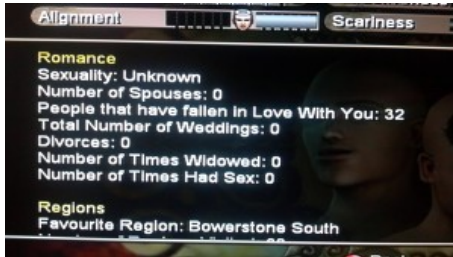 Alignment
Scariness
Romance
Sexuality: Unknown
Number of Spouses: 0
People that have fallen in Love With You: 32
Total Number of Weddings: 0
Divorces: 0
Number of Times Widowed: 0
Number of Times Had Sex: 0
Regions
Favourite Region: Bowerstone South